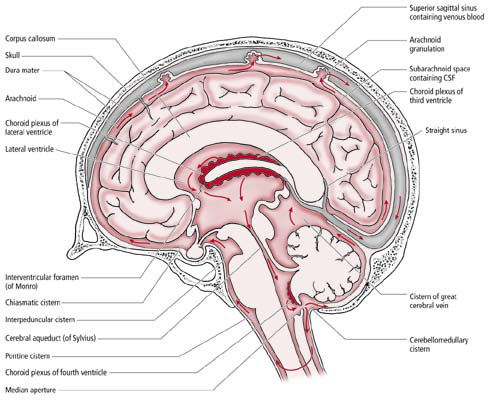 Superior sagittal sinus
containing venous blood
Corpus callosum
Arachnoid
granulation
Skull
Dura mater
Subarachnoid space
containing CSF
Arachnoid
Choroid plexus of
third ventricle
Choroid plexus of
lateral ventricle
Straight sinus
Lateral ventricle
Interventricular foramen
(of Monro)
Cistern of great
cerebral vein
Chiasmatic cistern
Interpeduncular cistern
Cerebral aqueduct (of Sylvius)
Cerebellomedullary
cistern
Pontine cistern
Choroid plexus of fourth ventricle
Median aperture